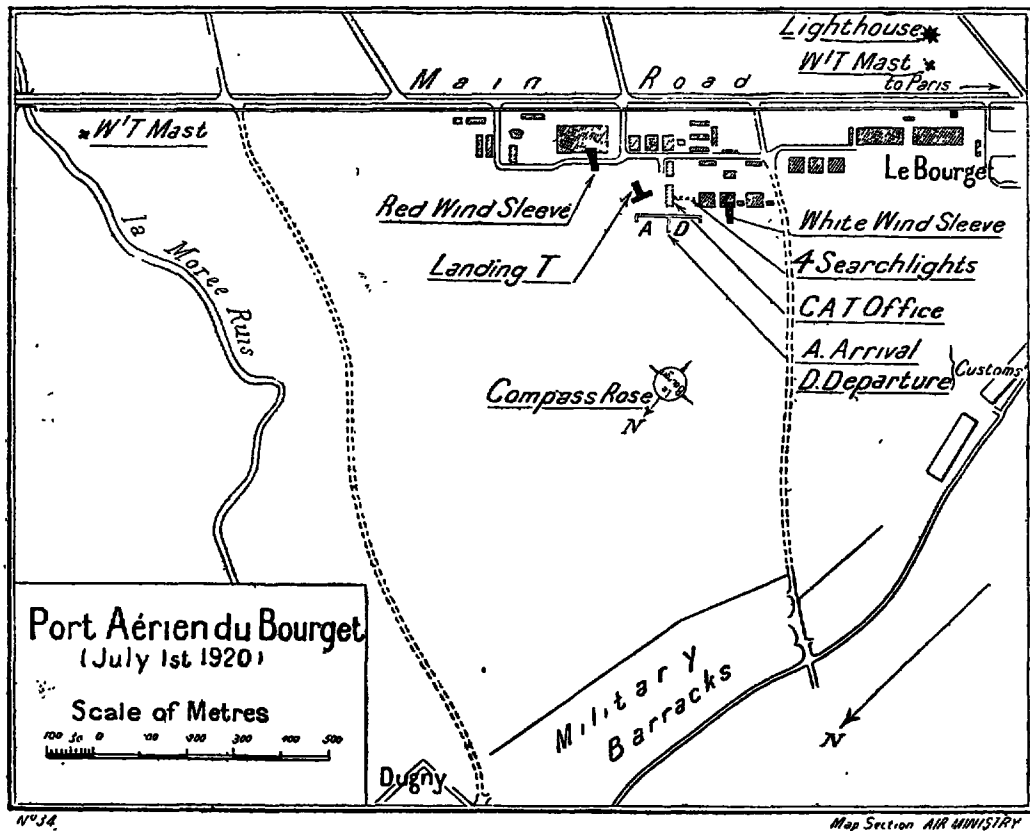 Lighthouse
W'T Mast
to Paris
Main Road
W'T Mast
Le Bourget
Red Wind Sleeve
White Wind Sleeve
A D
Landing T
4 Searchlights
CAT Office
la Moree Ruis
A. Arrival
D. Departure
Customs
Compass Rose
N
Port Aérien du Bourget
(July 1st 1920)
Scale of Metres
100 50 0 100 200 300 400 500
Military
Barracks
N
Dugny
Nº 34.
Map Section AIR MINISTRY